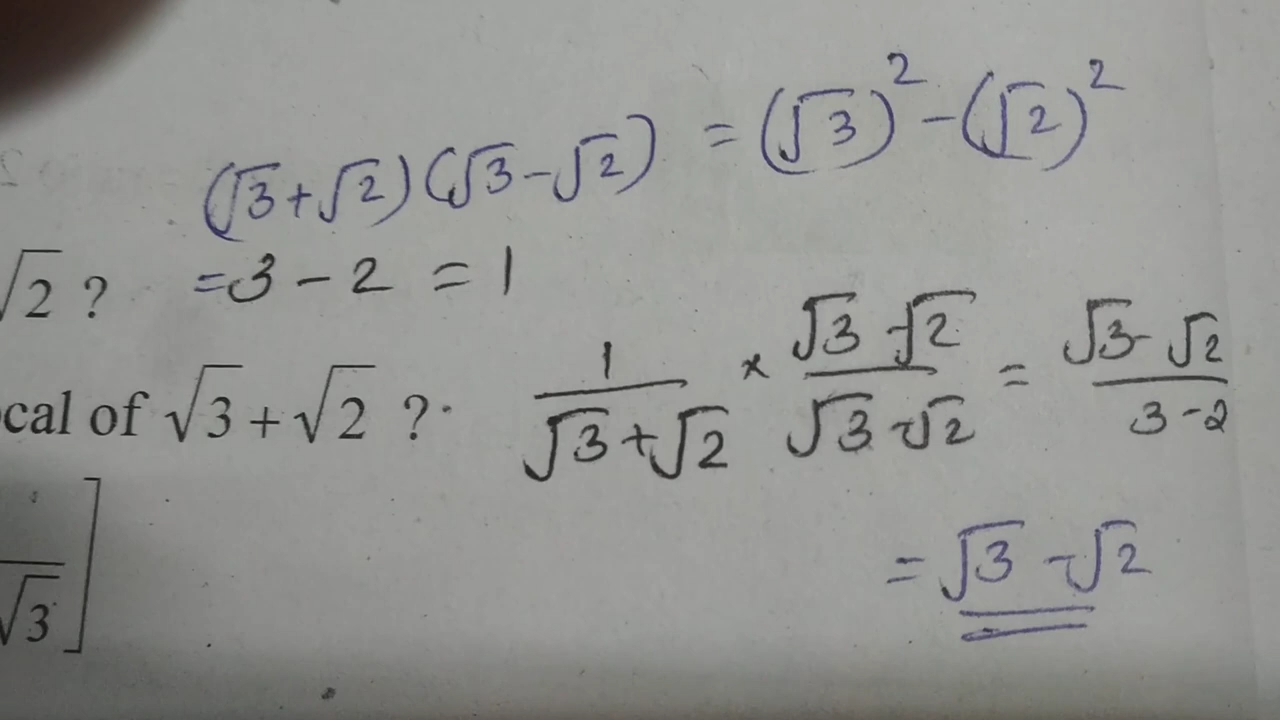 (√3+√2)(√3-√2) = (√3)² - (√2)²
√2 ? = 3 - 2 = 1
cal of √3 + √2 ? 1/(√3+√2) × (√3-√2)/(√3-√2) = (√3-√2)/(3-2)
√3 ]
= √3 - √2